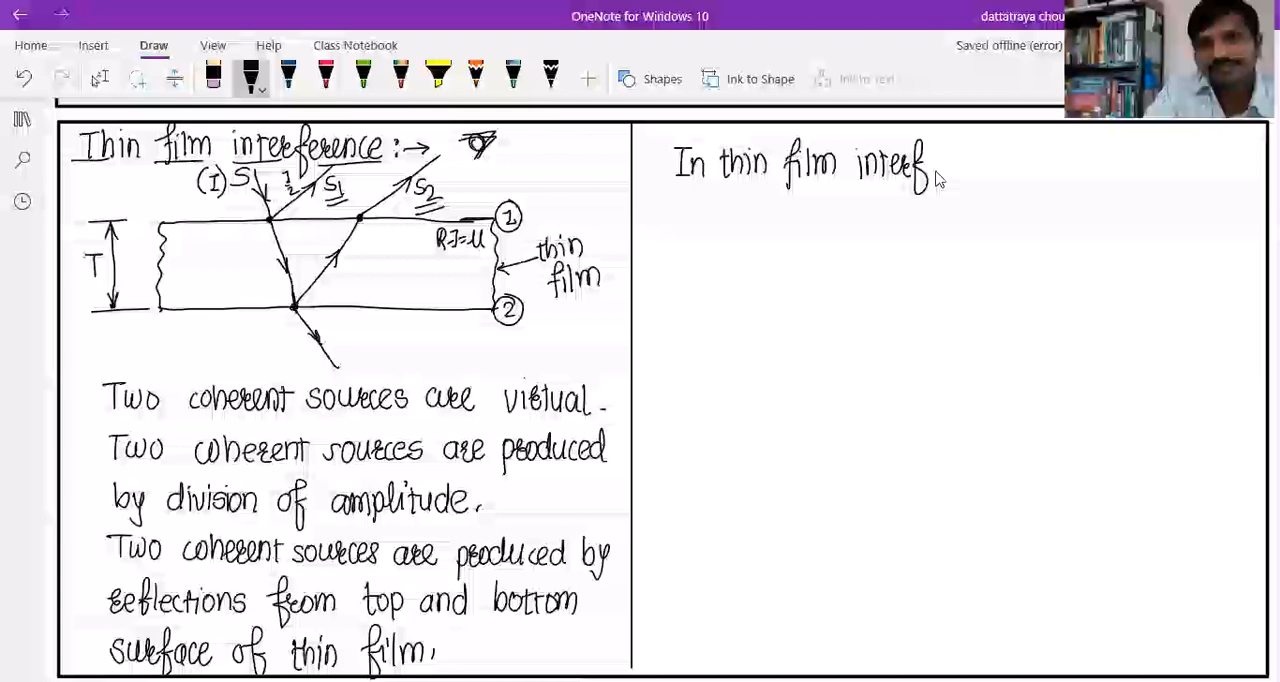 OneNote for Windows 10
dattatraya chou
Home Insert Draw View Help Class Notebook
Saved offline (error)
Shapes Ink to Shape Ink to Text
Thin film interference :→
(I) S I/2 S1 S2
1
R.I=μ
T
thin
film
2
Two coherent sources are virtual.
Two coherent sources are produced
by division of amplitude.
Two coherent sources are produced by
reflections from top and bottom
surface of thin film.
In thin film interf